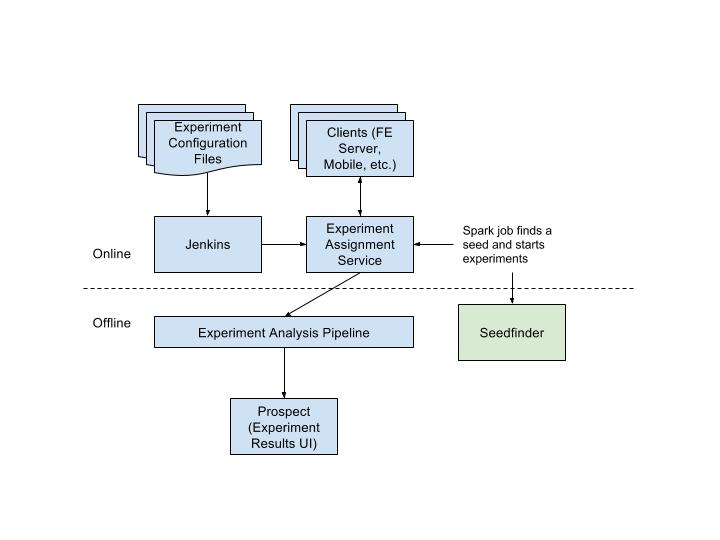 Experiment
Configuration
Files
Clients (FE
Server,
Mobile, etc.)
Jenkins
Experiment
Assignment
Service
Spark job finds a
seed and starts
experiments
Online
Offline
Experiment Analysis Pipeline
Seedfinder
Prospect
(Experiment
Results UI)